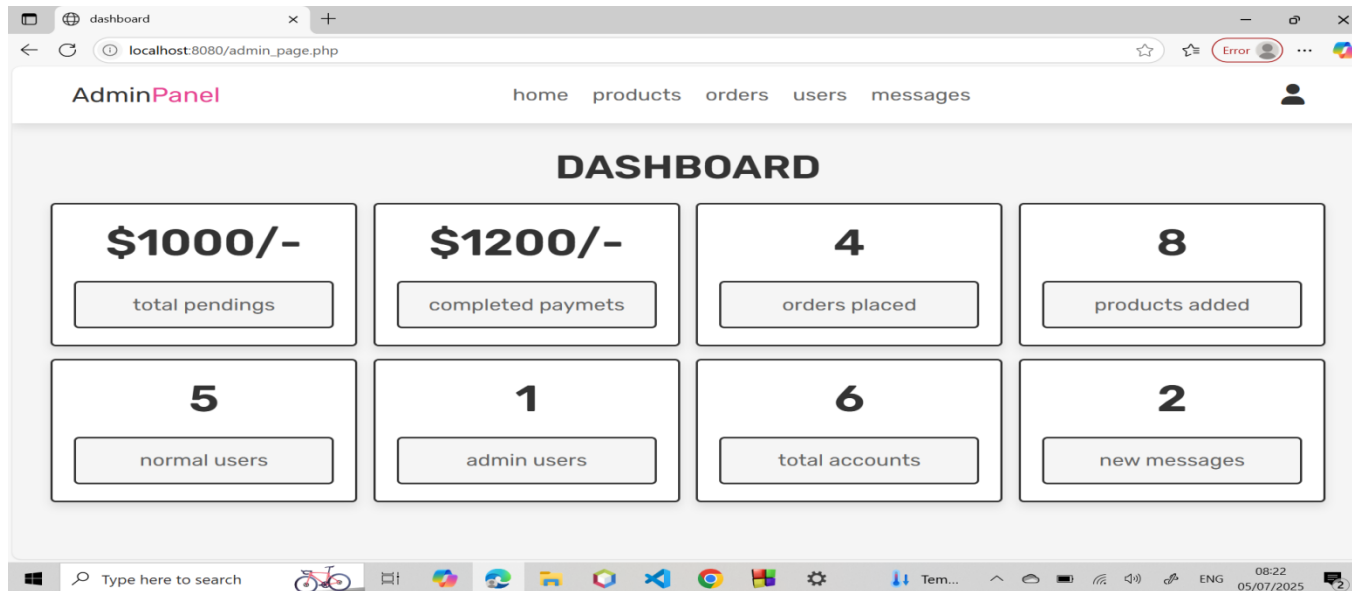 dashboard
localhost:8080/admin_page.php
Error
AdminPanel
home products orders users messages
DASHBOARD
$1000/- $1200/- 4 8
total pendings completed paymets orders placed products added
5 1 6 2
normal users admin users total accounts new messages
Type here to search
Tem...
ENG
08:22
05/07/2025
2